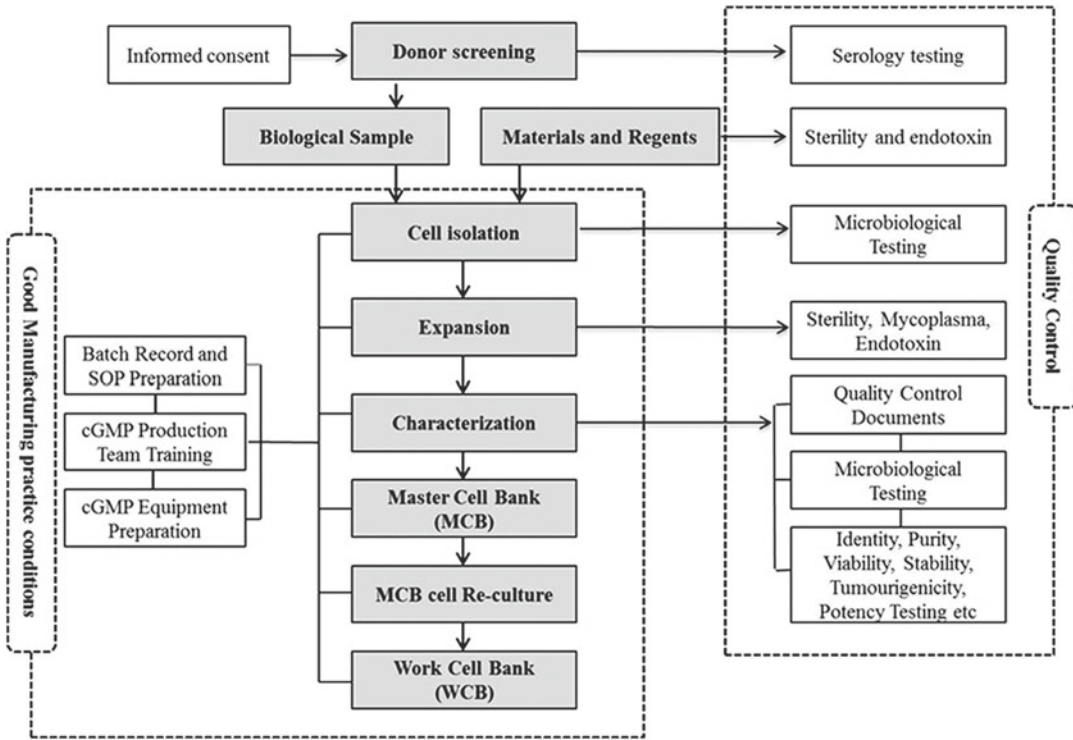 Informed consent
Donor screening
Serology testing
Biological Sample
Materials and Regents
Sterility and endotoxin
Cell isolation
Microbiological
Testing
Expansion
Sterility, Mycoplasma,
Endotoxin
Batch Record and
SOP Preparation
cGMP Production
Team Training
cGMP Equipment
Preparation
Characterization
Quality Control
Documents
Microbiological
Testing
Identity, Purity,
Viability, Stability,
Tumourigenicity,
Potency Testing etc
Master Cell Bank
(MCB)
MCB cell Re-culture
Work Cell Bank
(WCB)
Good Manufacturing practice conditions
Quality Control